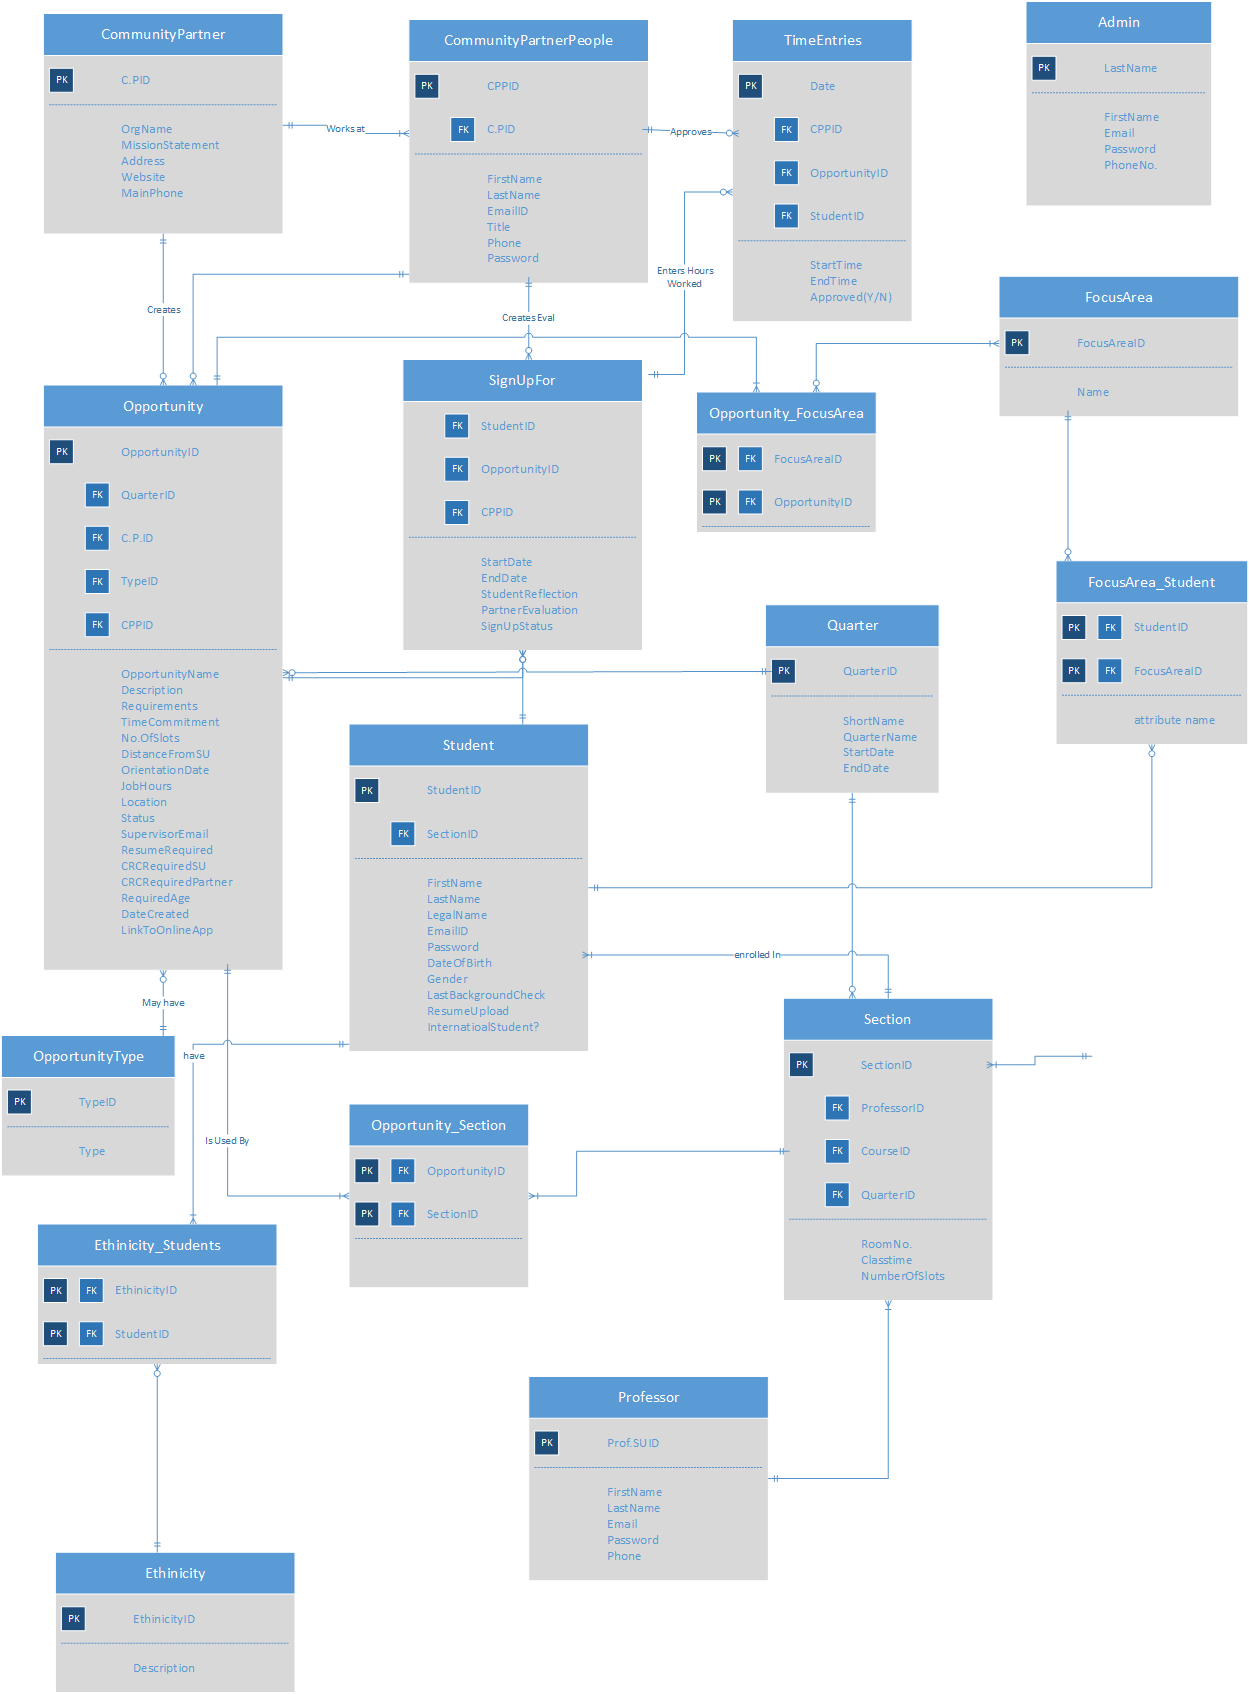 CommunityPartner
PK C.PID
OrgName
MissionStatement
Address
Website
MainPhone
Works at
CommunityPartnerPeople
PK CPPID
FK C.PID
FirstName
LastName
EmailID
Title
Phone
Password
Approves
TimeEntries
PK Date
FK CPPID
FK OpportunityID
FK StudentID
StartTime
EndTime
Approved(Y/N)
Admin
PK LastName
FirstName
Email
Password
PhoneNo.
Enters Hours
Worked
Creates
Creates Eval
FocusArea
PK FocusAreaID
Name
Opportunity
PK OpportunityID
FK QuarterID
FK C.P.ID
FK TypeID
FK CPPID
OpportunityName
Description
Requirements
TimeCommitment
No.OfSlots
DistanceFromSU
OrientationDate
JobHours
Location
Status
SupervisorEmail
ResumeRequired
CRCRequiredSU
CRCRequiredPartner
RequiredAge
DateCreated
LinkToOnlineApp
SignUpFor
FK StudentID
FK OpportunityID
FK CPPID
StartDate
EndDate
StudentReflection
PartnerEvaluation
SignUpStatus
Opportunity_FocusArea
PK FK FocusAreaID
PK FK OpportunityID
FocusArea_Student
PK FK StudentID
PK FK FocusAreaID
attribute name
Quarter
PK QuarterID
ShortName
QuarterName
StartDate
EndDate
Student
PK StudentID
FK SectionID
FirstName
LastName
LegalName
EmailID
Password
DateOfBirth
Gender
LastBackgroundCheck
ResumeUpload
InternatioalStudent?
enrolled In
May have
have
OpportunityType
PK TypeID
Type
Is Used By
Section
PK SectionID
FK ProfessorID
FK CourseID
FK QuarterID
RoomNo.
Classtime
NumberOfSlots
Opportunity_Section
PK FK OpportunityID
PK FK SectionID
Ethinicity_Students
PK FK EthinicityID
PK FK StudentID
Professor
PK Prof.SUID
FirstName
LastName
Email
Password
Phone
Ethinicity
PK EthinicityID
Description